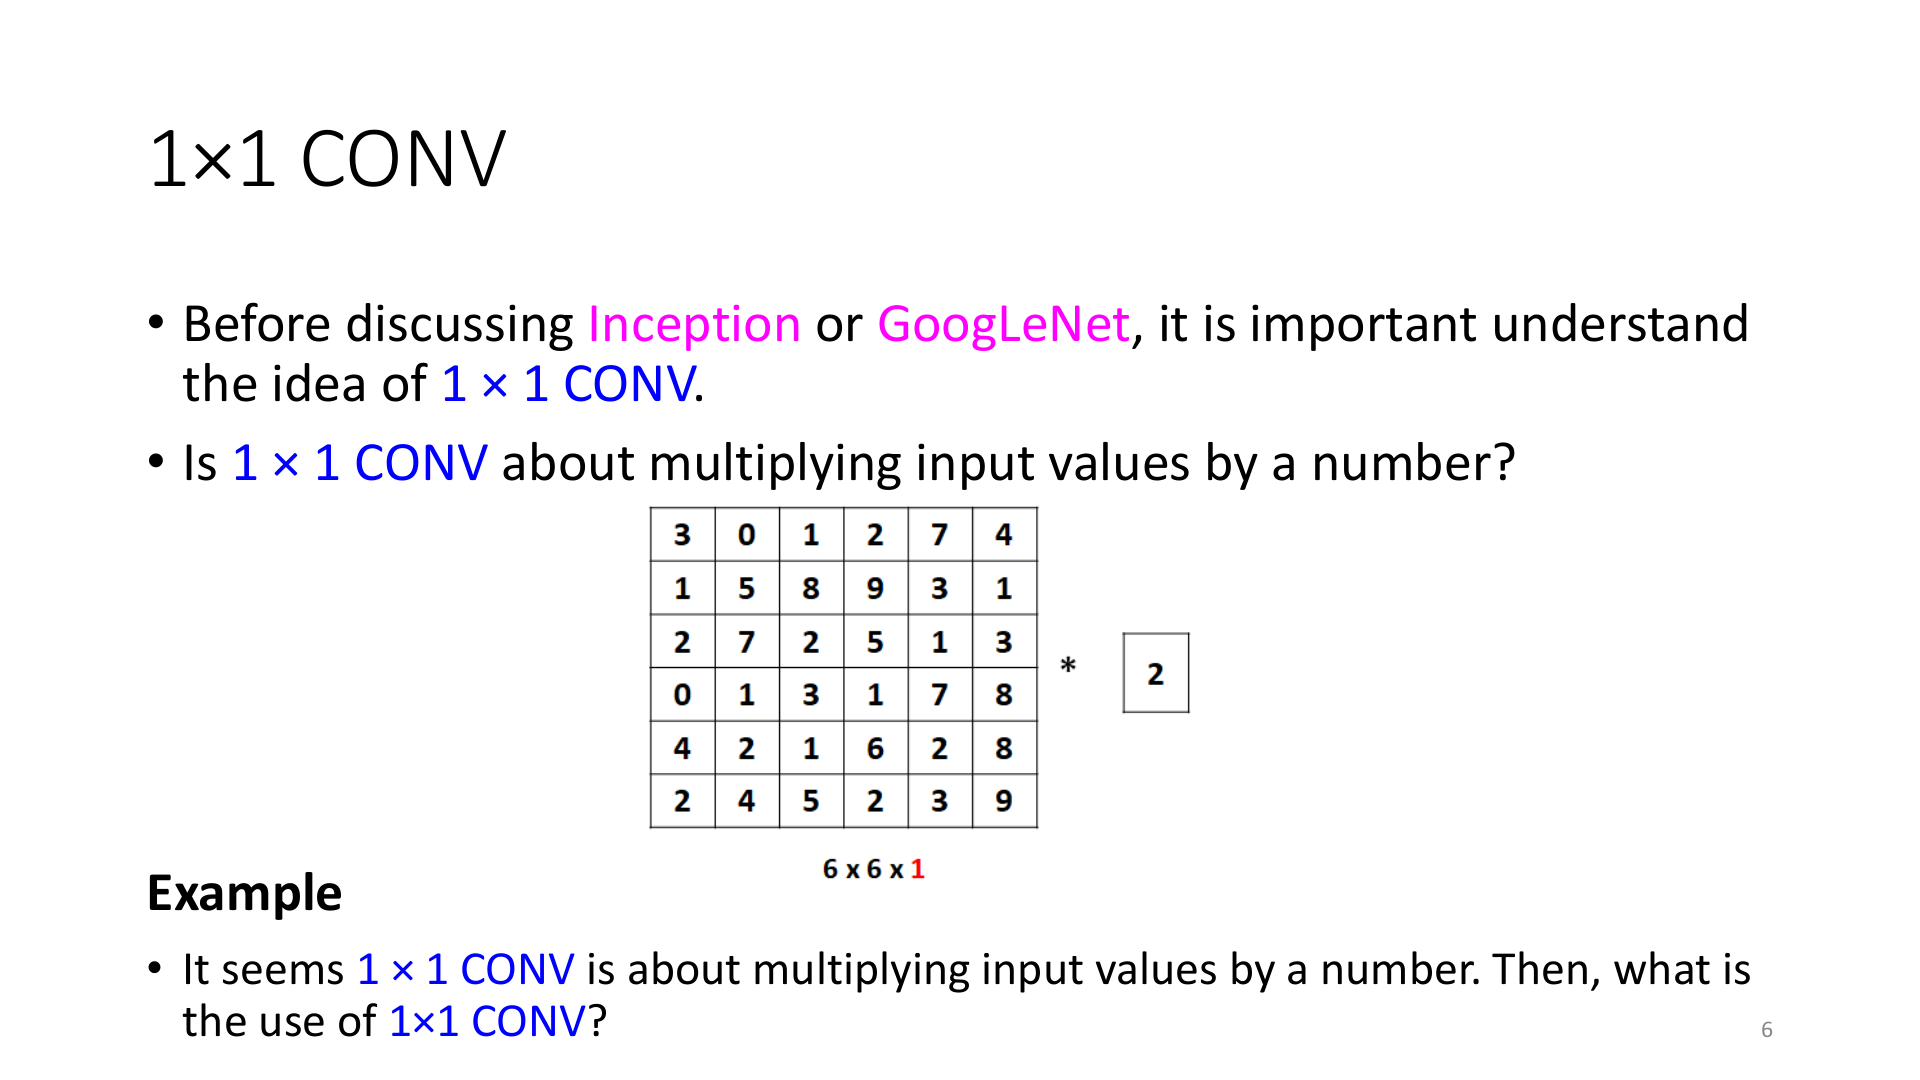 1×1 CONV
• Before discussing Inception or GoogLeNet, it is important understand
the idea of 1 × 1 CONV.
• Is 1 × 1 CONV about multiplying input values by a number?
3 0 1 2 7 4
1 5 8 9 3 1
2 7 2 5 1 3
* 2
0 1 3 1 7 8
4 2 1 6 2 8
2 4 5 2 3 9
6 x 6 x 1
Example
• It seems 1 × 1 CONV is about multiplying input values by a number. Then, what is
the use of 1×1 CONV?
6